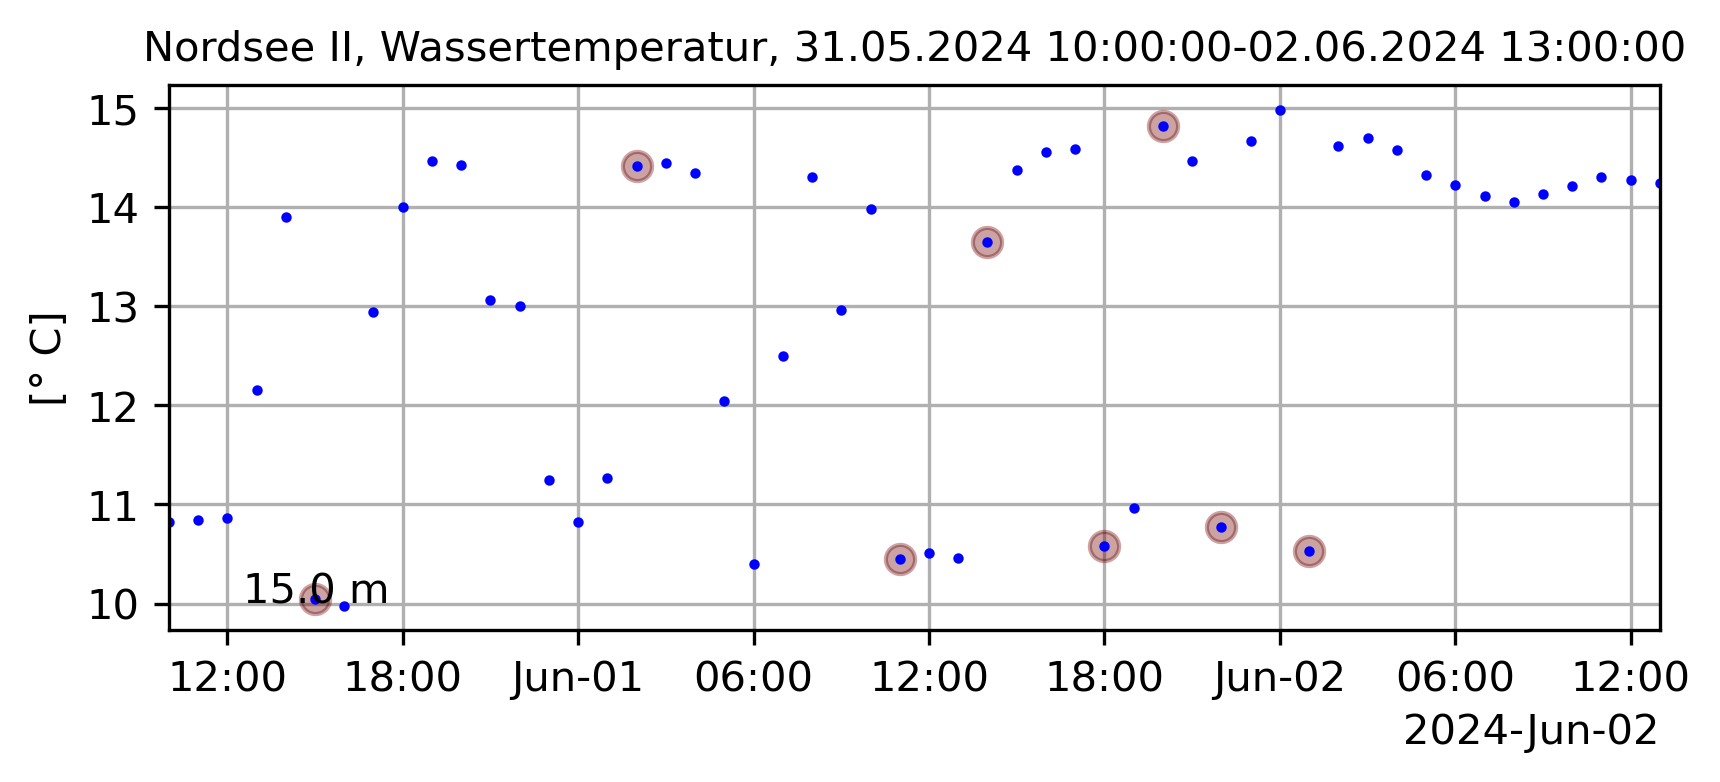 Nordsee II, Wassertemperatur, 31.05.2024 10:00:00-02.06.2024 13:00:00
[° C]
15
14
13
12
11
10
15.0 m
12:00 18:00 Jun-01 06:00 12:00 18:00 Jun-02 06:00 12:00
2024-Jun-02